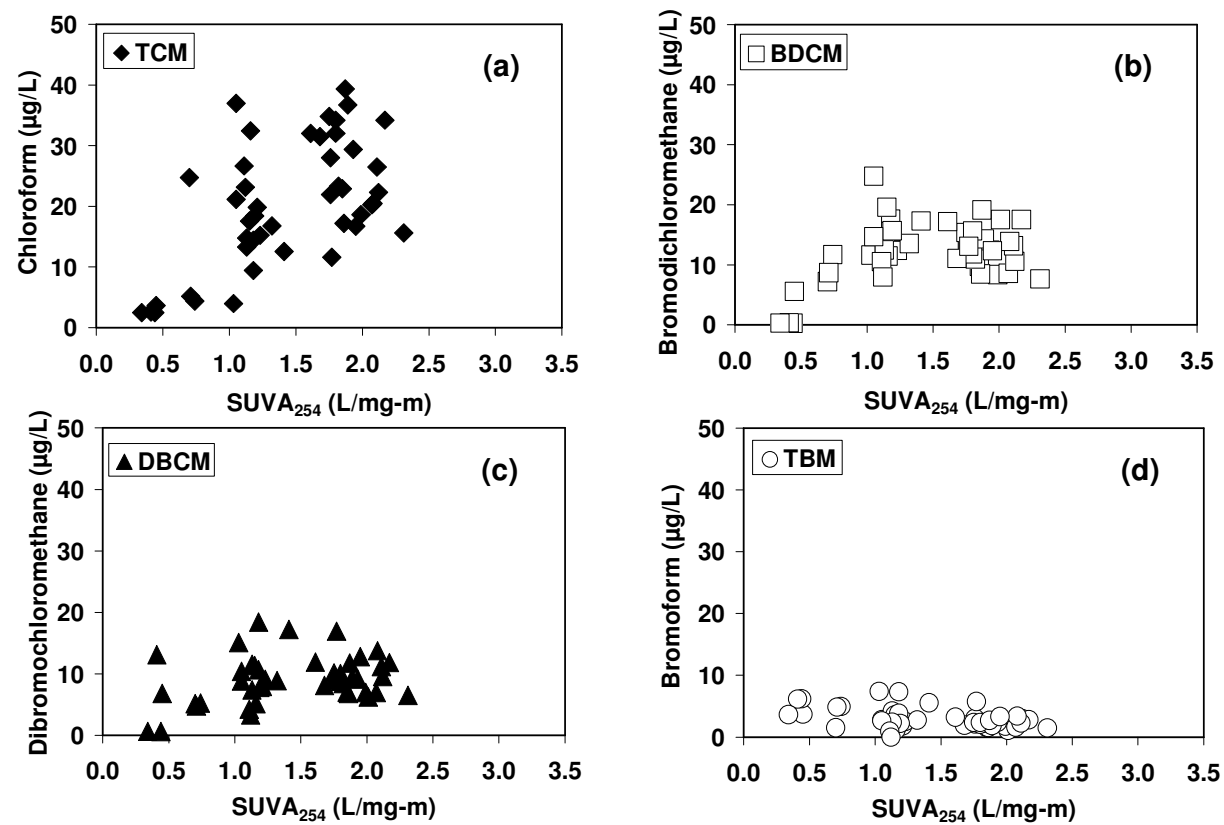 TCM
(a)
Chloroform (µg/L)
50
40
30
20
10
0
0.0 0.5 1.0 1.5 2.0 2.5 3.0 3.5
SUVA254 (L/mg-m)
BDCM
(b)
Bromodichloromethane (µg/L)
50
40
30
20
10
0
0.0 0.5 1.0 1.5 2.0 2.5 3.0 3.5
SUVA254 (L/mg-m)
DBCM
(c)
Dibromochloromethane (µg/L)
50
40
30
20
10
0
0.0 0.5 1.0 1.5 2.0 2.5 3.0 3.5
SUVA254 (L/mg-m)
TBM
(d)
Bromoform (µg/L)
50
40
30
20
10
0
0.0 0.5 1.0 1.5 2.0 2.5 3.0 3.5
SUVA254 (L/mg-m)